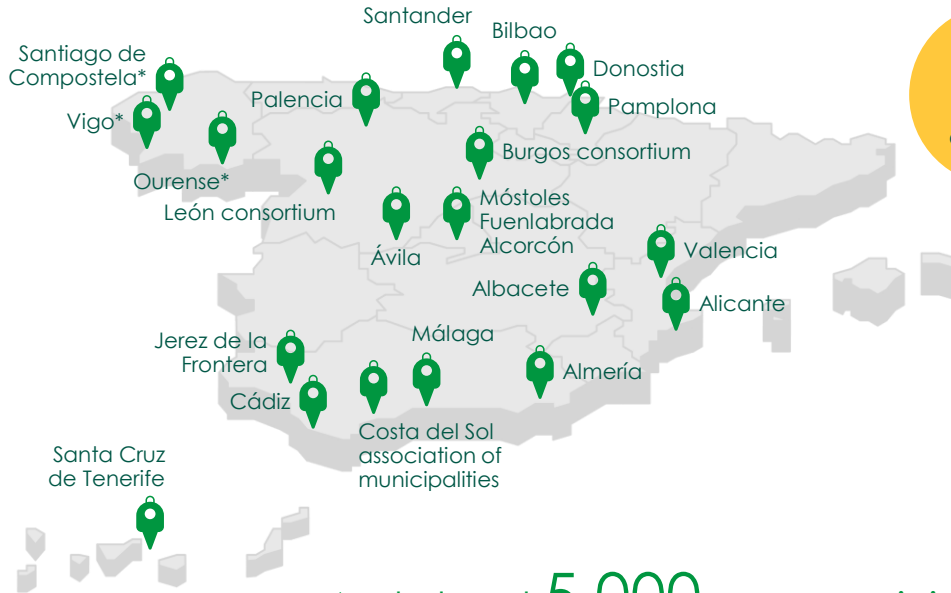 Santander
Bilbao
Santiago de
Compostela*
Donostia
Palencia
Pamplona
Vigo*
Burgos consortium
Ourense*
León consortium
Móstoles
Fuenlabrada
Alcorcón
Ávila
Valencia
Albacete
Alicante
Málaga
Jerez de la
Frontera
Almería
Cádiz
Costa del Sol
association of
municipalities
Santa Cruz
de Tenerife
5,000